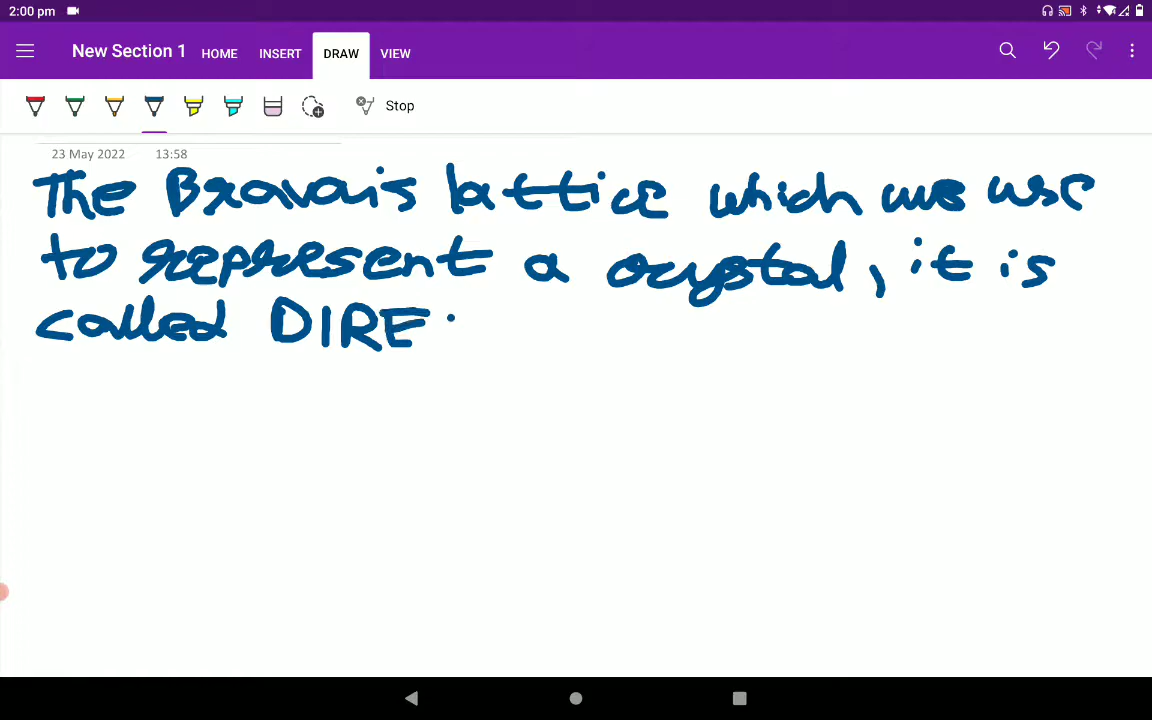 2:00 pm
New Section 1 HOME INSERT DRAW VIEW
Stop
23 May 2022 13:58
The Bravais lattice which we use
to represent a crystal, it is
called DIRE